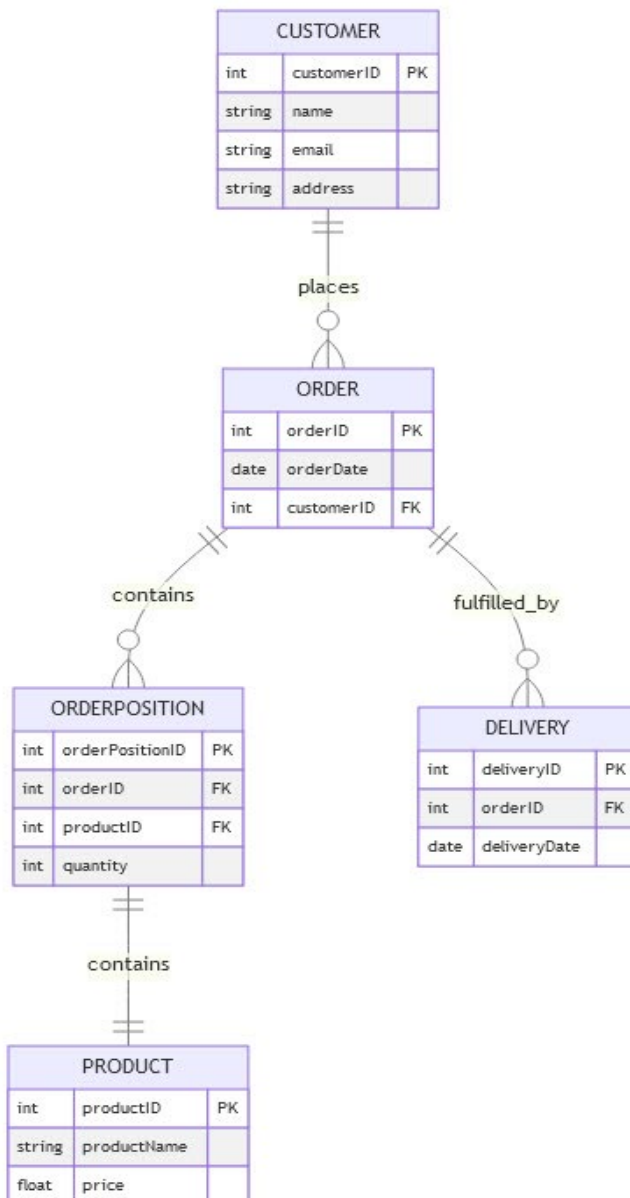 CUSTOMER
int customerID PK
string name
string email
string address
places
ORDER
int orderID PK
date orderDate
int customerID FK
contains
fulfilled_by
ORDERPOSITION
int orderPositionID PK
int orderID FK
int productID FK
int quantity
DELIVERY
int deliveryID PK
int orderID FK
date deliveryDate
contains
PRODUCT
int productID PK
string productName
float price